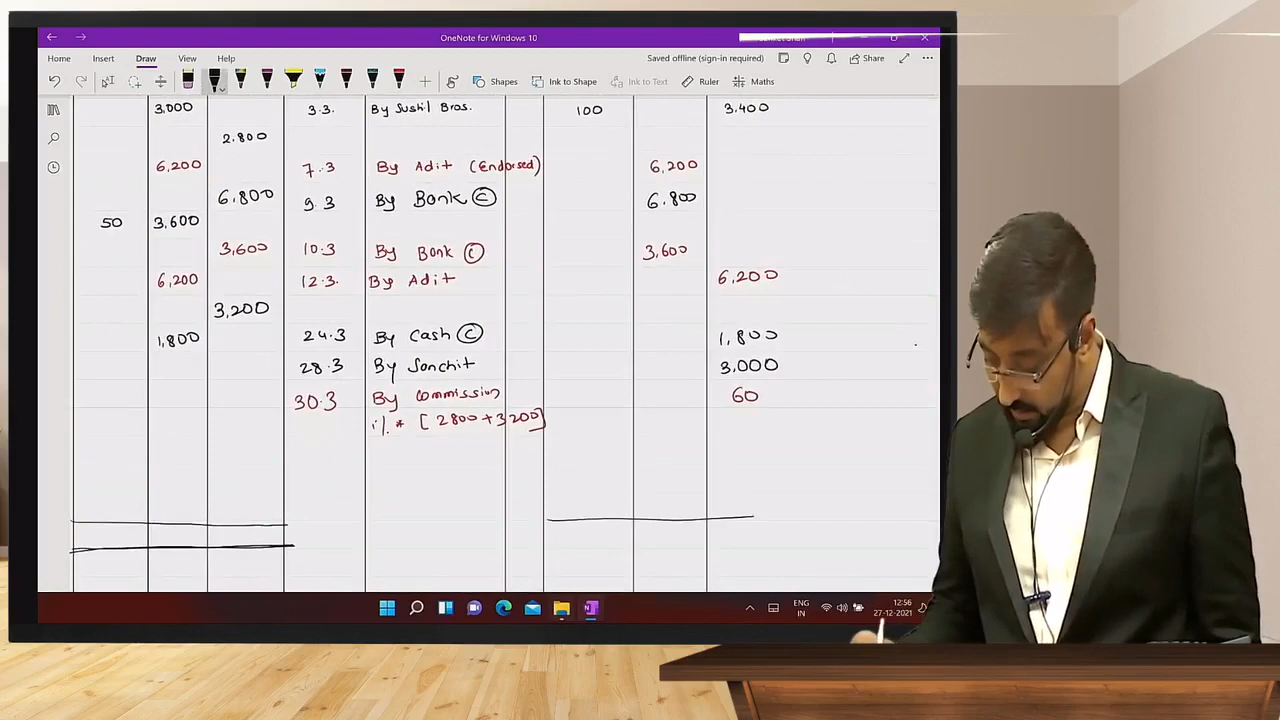 OneNote for Windows 10
Home Insert Draw View Help
Saved offline (sign-in required) Share
Shapes Ink to Shape Ink to Text Ruler Maths
3.000 3.3. By Sushil Bros. 100 3.400
2.800
6,200 7.3 By Adit (Endorsed) 6,200
6,800 9.3 By Bank C 6.800
50 3,600
3,600 10.3 By Bank C 3,600
6,200 12.3. By Adit 6,200
3,200
1,800 24.3 By Cash C 1,800
28.3 By Sanchit 3,000
30.3 By Commission 60
1% * [2800+3200]
ENG
IN
12:56
27-12-2021